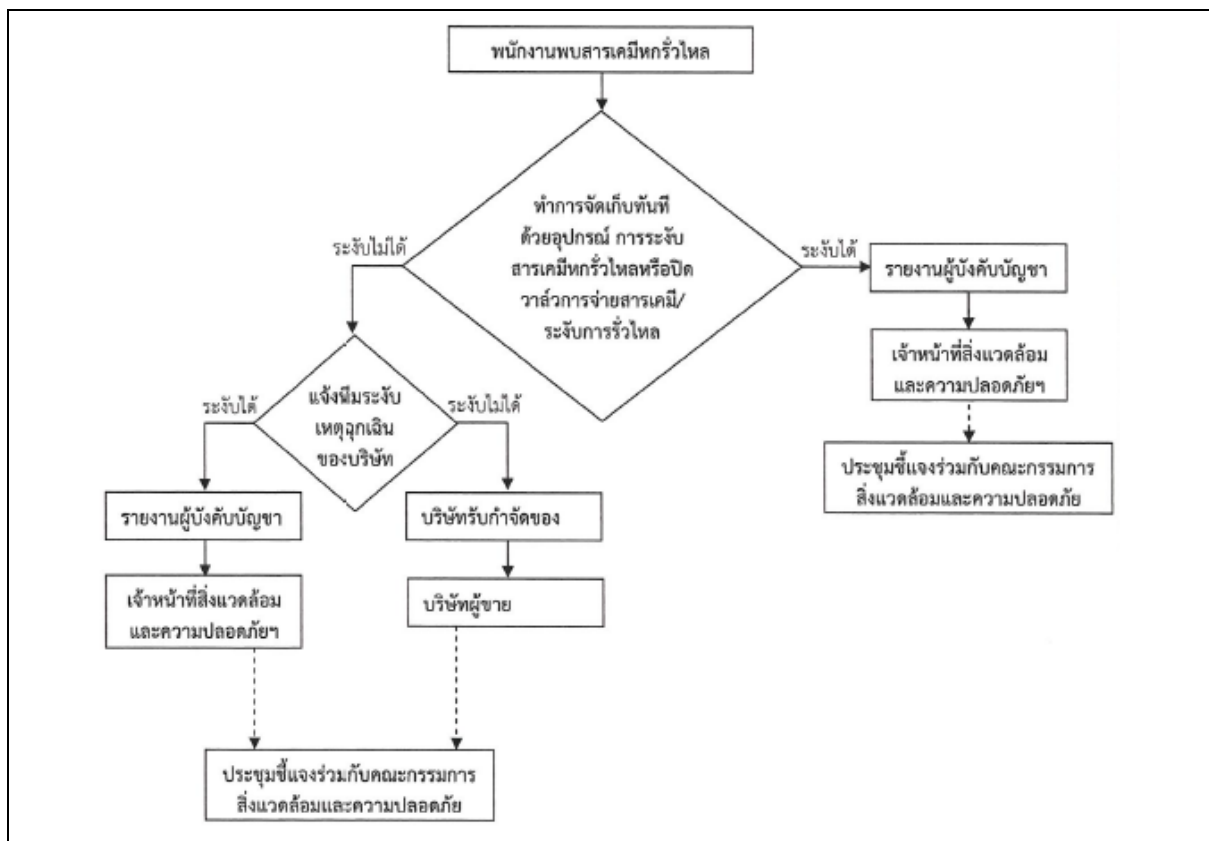 พนักงานพบสารเคมีหกรั่วไหล
ทำการจัดเก็บทันที
ด้วยอุปกรณ์ การระงับ
สารเคมีหกรั่วไหลหรือปิด
วาล์วการจ่ายสารเคมี/
ระงับการรั่วไหล
ระงับไม่ได้
ระงับได้
รายงานผู้บังคับบัญชา
เจ้าหน้าที่สิ่งแวดล้อม
และความปลอดภัยฯ
ประชุมชี้แจงร่วมกับคณะกรรมการ
สิ่งแวดล้อมและความปลอดภัย
แจ้งทีมระงับ
เหตุฉุกเฉิน
ของบริษัท
ระงับได้
ระงับไม่ได้
รายงานผู้บังคับบัญชา
บริษัทรับกำจัดของ
เจ้าหน้าที่สิ่งแวดล้อม
และความปลอดภัยฯ
บริษัทผู้ขาย
ประชุมชี้แจงร่วมกับคณะกรรมการ
สิ่งแวดล้อมและความปลอดภัย